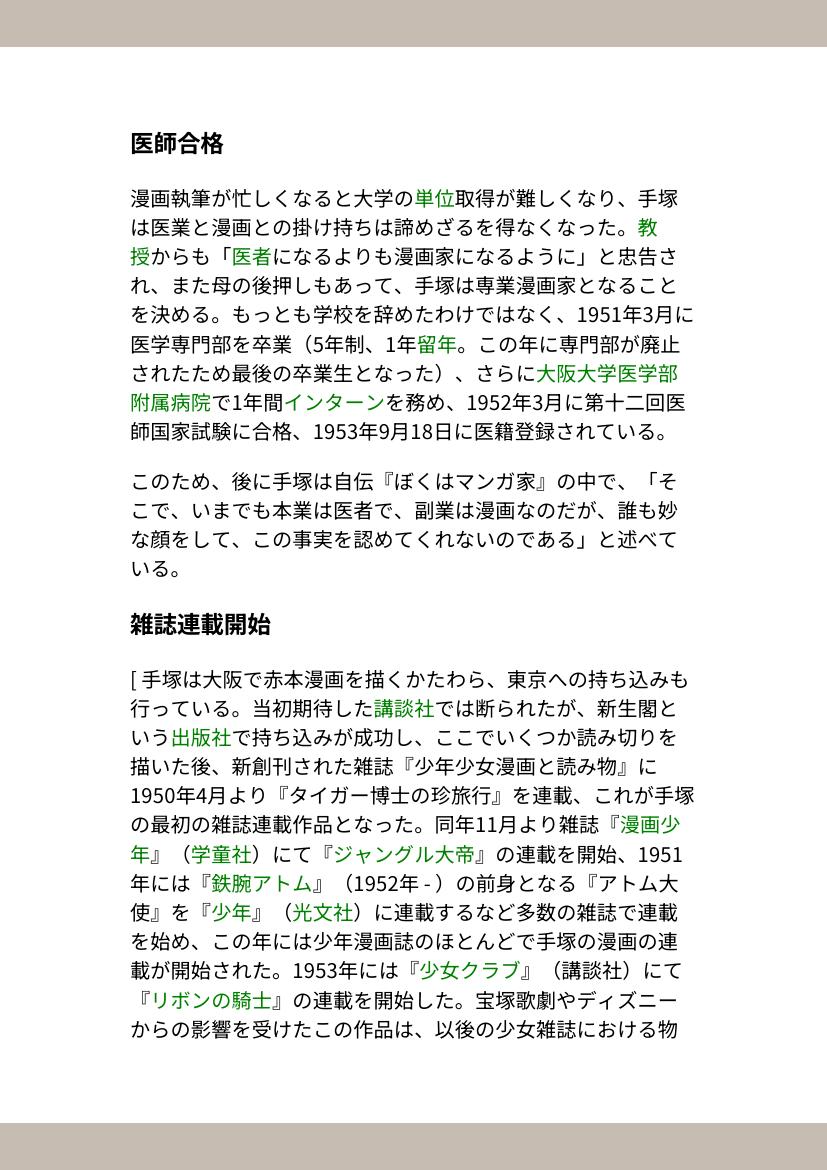 医師合格
漫画執筆が忙しくなると大学の単位取得が難しくなり、手塚
は医業と漫画との掛け持ちは諦めざるを得なくなった。教
授からも「医者になるよりも漫画家になるように」と忠告さ
れ、また母の後押しもあって、手塚は専業漫画家となること
を決める。もっとも学校を辞めたわけではなく、1951年3月に
医学専門部を卒業（5年制、1年留年。この年に専門部が廃止
されたため最後の卒業生となった）、さらに大阪大学医学部
附属病院で1年間インターンを務め、1952年3月に第十二回医
師国家試験に合格、1953年9月18日に医籍登録されている。
このため、後に手塚は自伝『ぼくはマンガ家』の中で、「そ
こで、いまでも本業は医者で、副業は漫画なのだが、誰も妙
な顔をして、この事実を認めてくれないのである」と述べて
いる。
雑誌連載開始
[ 手塚は大阪で赤本漫画を描くかたわら、東京への持ち込みも
行っている。当初期待した講談社では断られたが、新生閣と
いう出版社で持ち込みが成功し、ここでいくつか読み切りを
描いた後、新創刊された雑誌『少年少女漫画と読み物』に
1950年4月より『タイガー博士の珍旅行』を連載、これが手塚
の最初の雑誌連載作品となった。同年11月より雑誌『漫画少
年』（学童社）にて『ジャングル大帝』の連載を開始、1951
年には『鉄腕アトム』（1952年 - ）の前身となる『アトム大
使』を『少年』（光文社）に連載するなど多数の雑誌で連載
を始め、この年には少年漫画誌のほとんどで手塚の漫画の連
載が開始された。1953年には『少女クラブ』（講談社）にて
『リボンの騎士』の連載を開始した。宝塚歌劇やディズニー
からの影響を受けたこの作品は、以後の少女雑誌における物